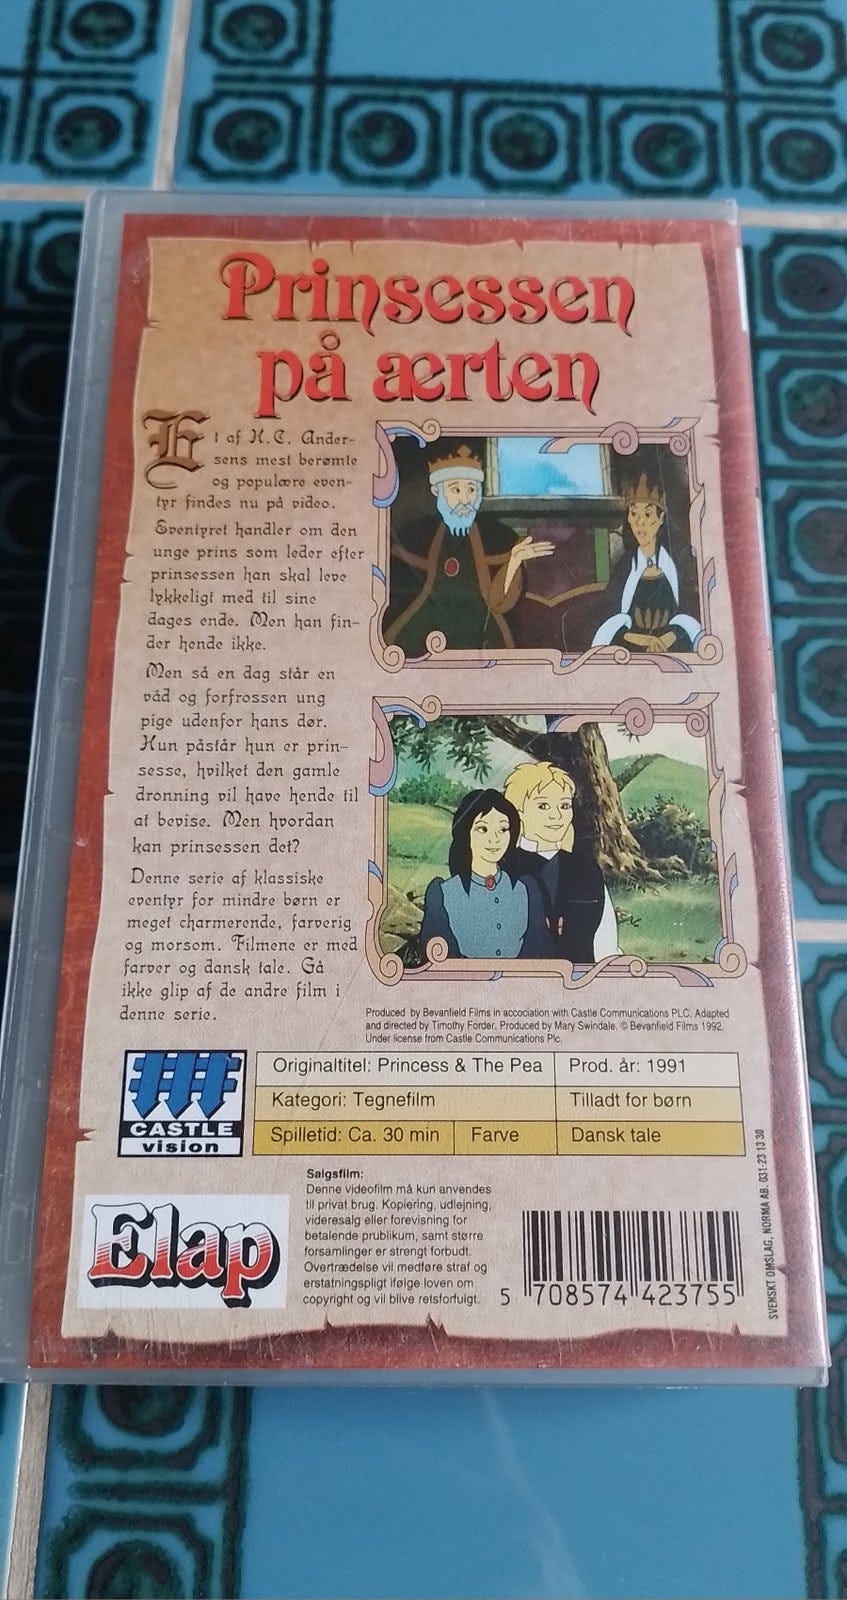 Prinsessen
på ærten
Et af H.C. Ander-
sens mest berømte
og populære even-
tyr findes nu på video.
Eventyret handler om den
unge prins som leder efter
prinsessen han skal leve
lykkeligt med til sine
dages ende. Men han fin-
der hende ikke.
Men så en dag står en
våd og forfrossen ung
pige udenfor hans dør.
Hun påstår hun er prin-
sesse, hvilket den gamle
dronning vil have hende til
at bevise. Men hvordan
kan prinsessen det?
Denne serie af klassiske
eventyr for mindre børn er
meget charmerende, farverig
og morsom. Filmene er med
farver og dansk tale. Gå
ikke glip af de andre film i
denne serie.
Produced by Bevanfield Films in accociation with Castle Communications PLC. Adapted
and directed by Timothy Forder. Produced by Mary Swindale. © Bevanfield Films 1992.
Under license from Castle Communications Plc.
CASTLE
vision
Originaltitel: Princess & The Pea Prod. år: 1991
Kategori: Tegnefilm Tilladt for børn
Spilletid: Ca. 30 min Farve Dansk tale
Elap
Salgsfilm:
Denne videofilm må kun anvendes
til privat brug. Kopiering, udlejning,
videresalg eller forevisning for
betalende prublikum, samt større
forsamlinger er strengt forbudt.
Overtrædelse vil medføre straf og
erstatningspligt ifølge loven om
copyright og vil blive retsforfulgt.
5 708574 423755
SVENSKT OMSLAG, NORMA AB. 031-23 13 30